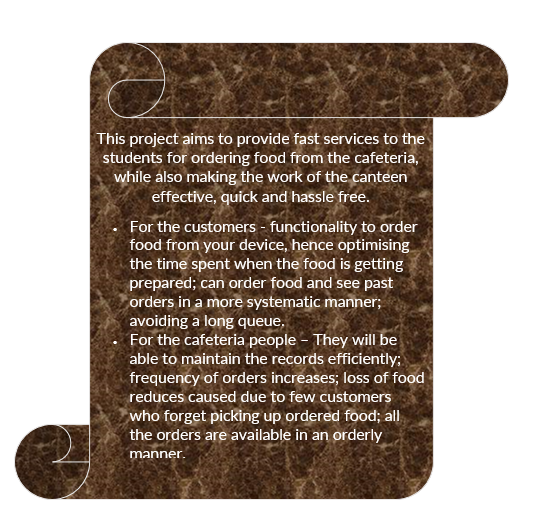 This project aims to provide fast services to the
students for ordering food from the cafeteria,
while also making the work of the canteen
effective, quick and hassle free.
• For the customers - functionality to order
food from your device, hence optimising
the time spent when the food is getting
prepared; can order food and see past
orders in a more systematic manner;
avoiding a long queue.
• For the cafeteria people – They will be
able to maintain the records efficiently;
frequency of orders increases; loss of food
reduces caused due to few customers
who forget picking up ordered food; all
the orders are available in an orderly
manner.